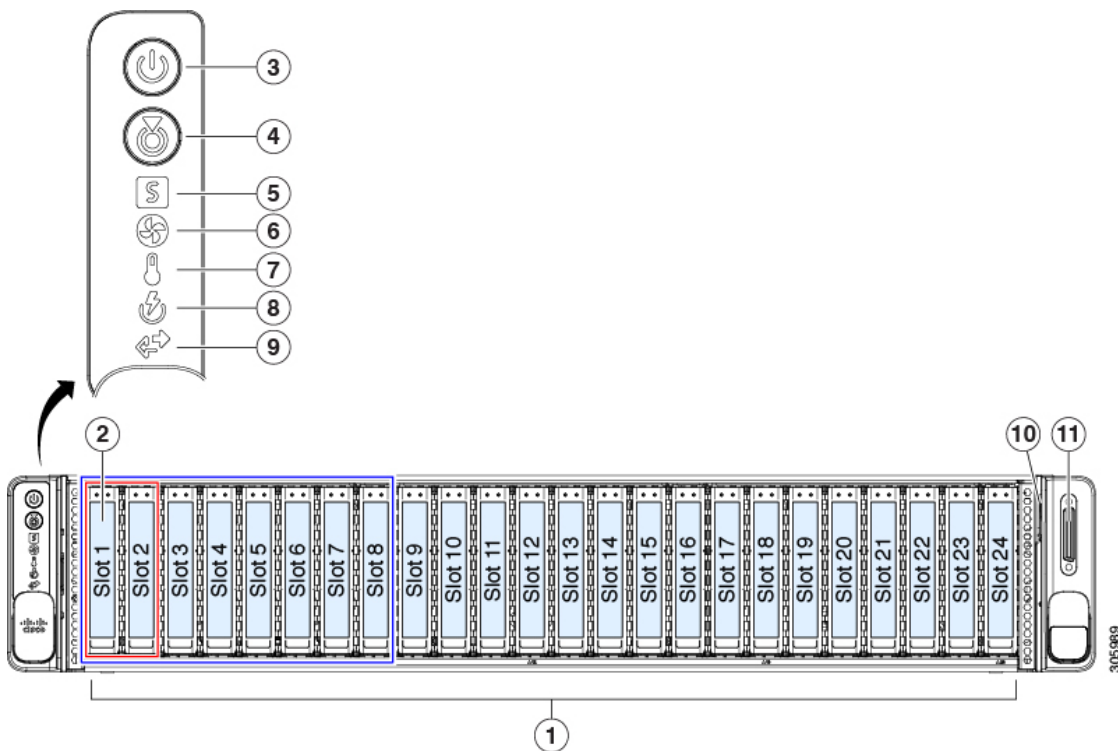 3
4
5
S
6
7
8
9
2
10
11
Slot 1
Slot 2
Slot 3
Slot 4
Slot 5
Slot 6
Slot 7
Slot 8
Slot 9
Slot 10
Slot 11
Slot 12
Slot 13
Slot 14
Slot 15
Slot 16
Slot 17
Slot 18
Slot 19
Slot 20
Slot 21
Slot 22
Slot 23
Slot 24
cisco
305989
1